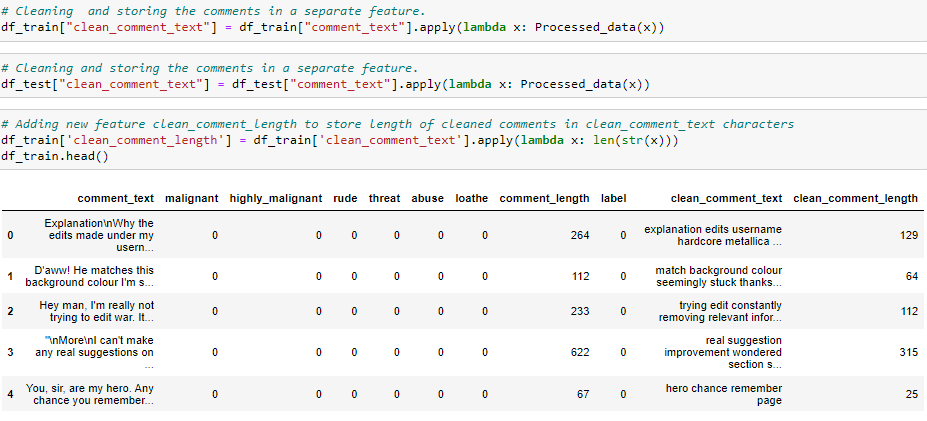 # Cleaning  and storing the comments in a separate feature.
df_train["clean_comment_text"] = df_train["comment_text"].apply(lambda x: Processed_data(x))
# Cleaning and storing the comments in a separate feature.
df_test["clean_comment_text"] = df_test["comment_text"].apply(lambda x: Processed_data(x))
# Adding new feature clean_comment_length to store length of cleaned comments in clean_comment_text characters
df_train['clean_comment_length'] = df_train['clean_comment_text'].apply(lambda x: len(str(x)))
df_train.head()
comment_text malignant highly_malignant rude threat abuse loathe comment_length label clean_comment_text clean_comment_length
Explanation\nWhy the
0 edits made under my 0 0 0 0 0 0 264 0 explanation edits username 129
usern... hardcore metallica ...
1 D'aww! He matches this 0 0 0 0 0 0 112 0 match background colour 64
background colour I'm s... seemingly stuck thanks...
2 Hey man, I'm really not 0 0 0 0 0 0 233 0 trying edit constantly 112
trying to edit war. It... removing relevant infor...
"\nMore\nI can't make real suggestion
3 any real suggestions on 0 0 0 0 0 0 622 0 improvement wondered 315
... section s...
4 You, sir, are my hero. Any 0 0 0 0 0 0 67 0 hero chance remember 25
chance you remember... page